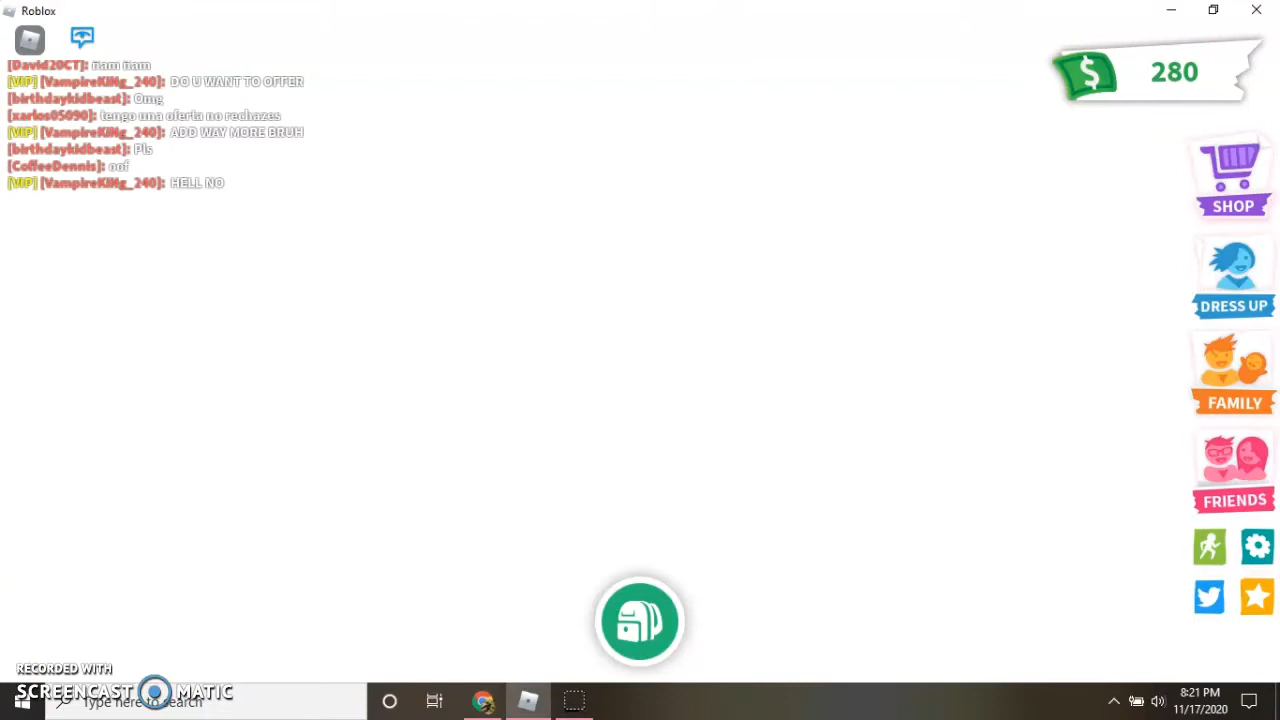 Roblox
[David20CT]: ñam ñam
[VIP] [VampireKiNg_240]: DO U WANT TO OFFER
[birthdaykidbeast]: Omg
[xarlos05090]: tengo una oferta no rechazes
[VIP] [VampireKiNg_240]: ADD WAY MORE BRUH
[birthdaykidbeast]: Pls
[CoffeeDennis]: oof
[VIP] [VampireKiNg_240]: HELL NO
280
SHOP
DRESS UP
FAMILY
FRIENDS
RECORDED WITH
SCREENCAST MATIC
Type here to search
8:21 PM
11/17/2020